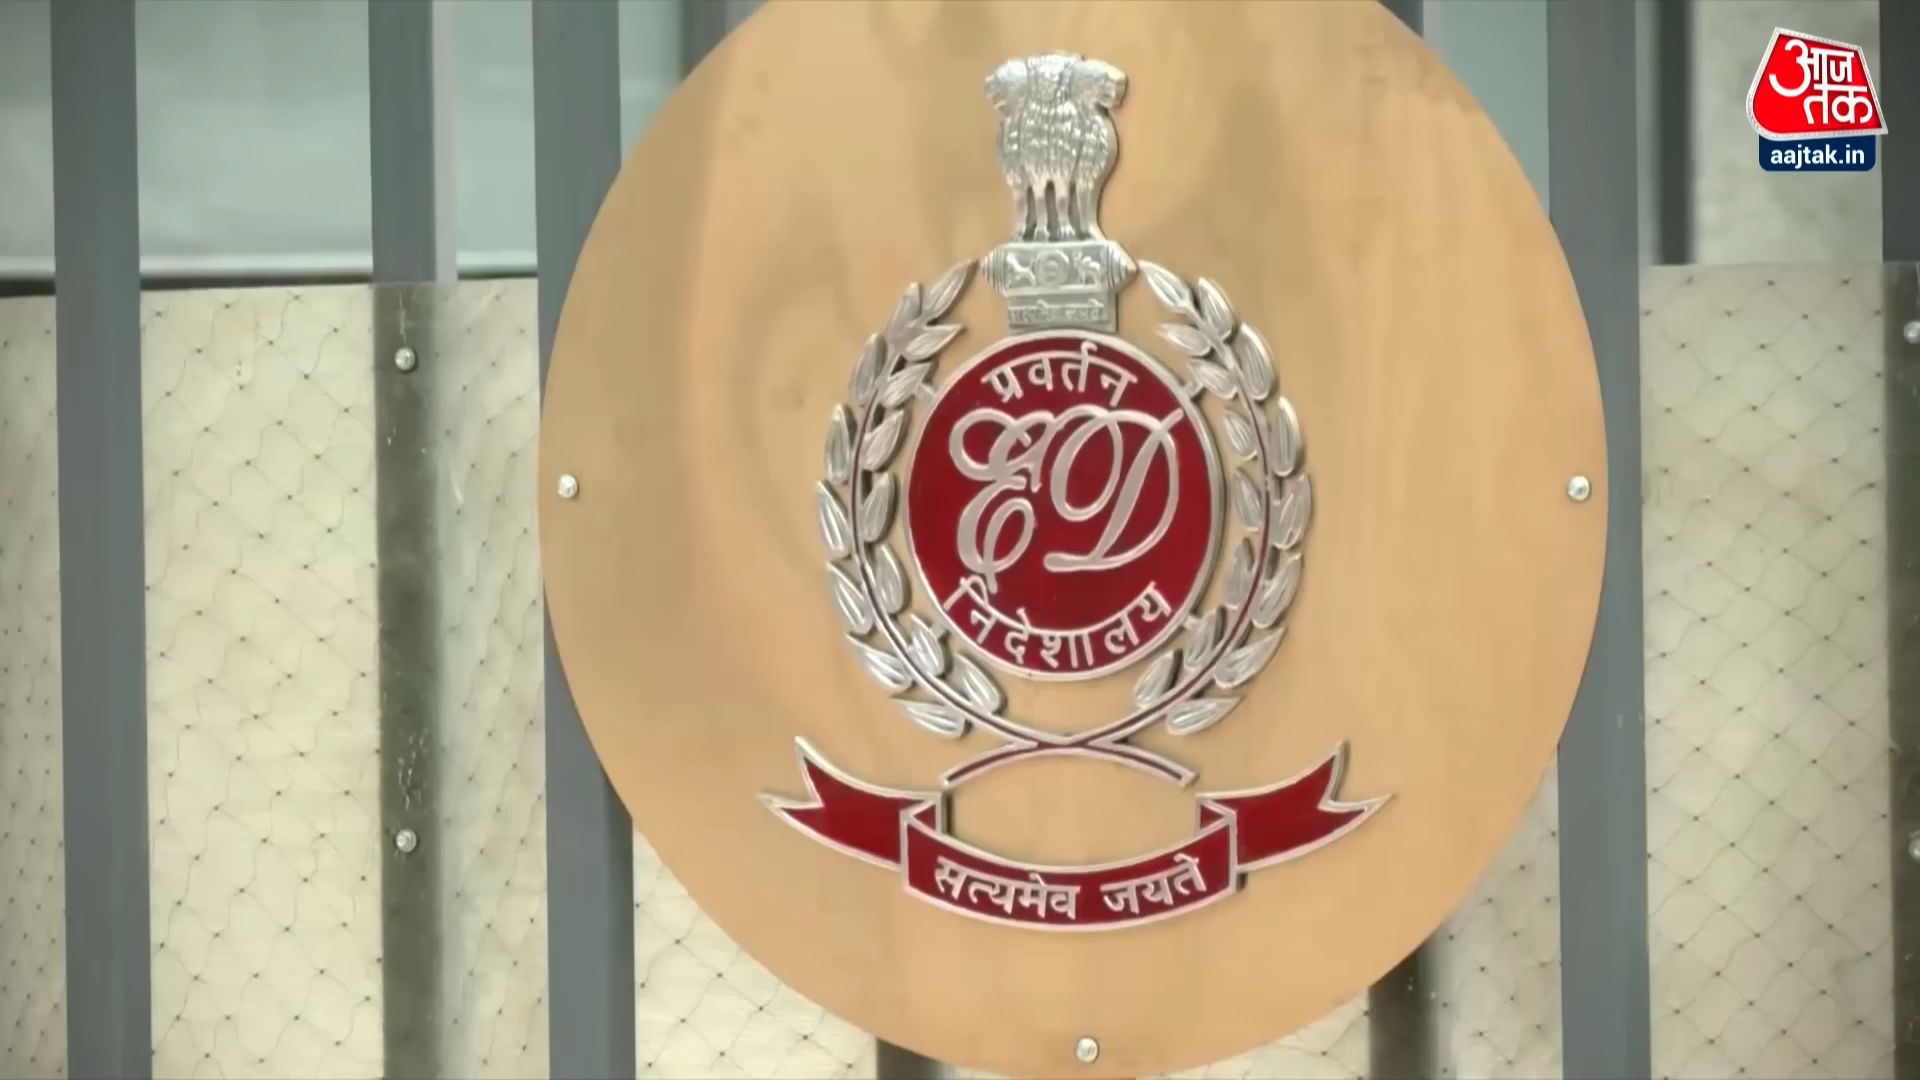 आज
तक
aajtak.in
प्रवर्तन
ED
निदेशालय
सत्यमेव जयते